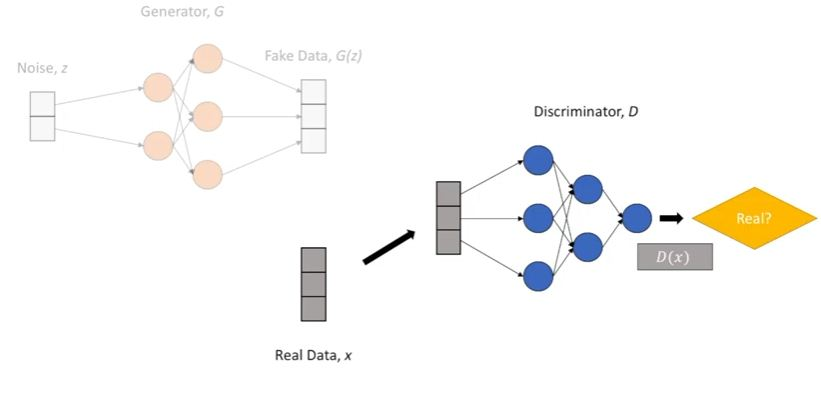 Generator, G
Noise, z
Fake Data, G(z)
Discriminator, D
Real?
D(x)
Real Data, x